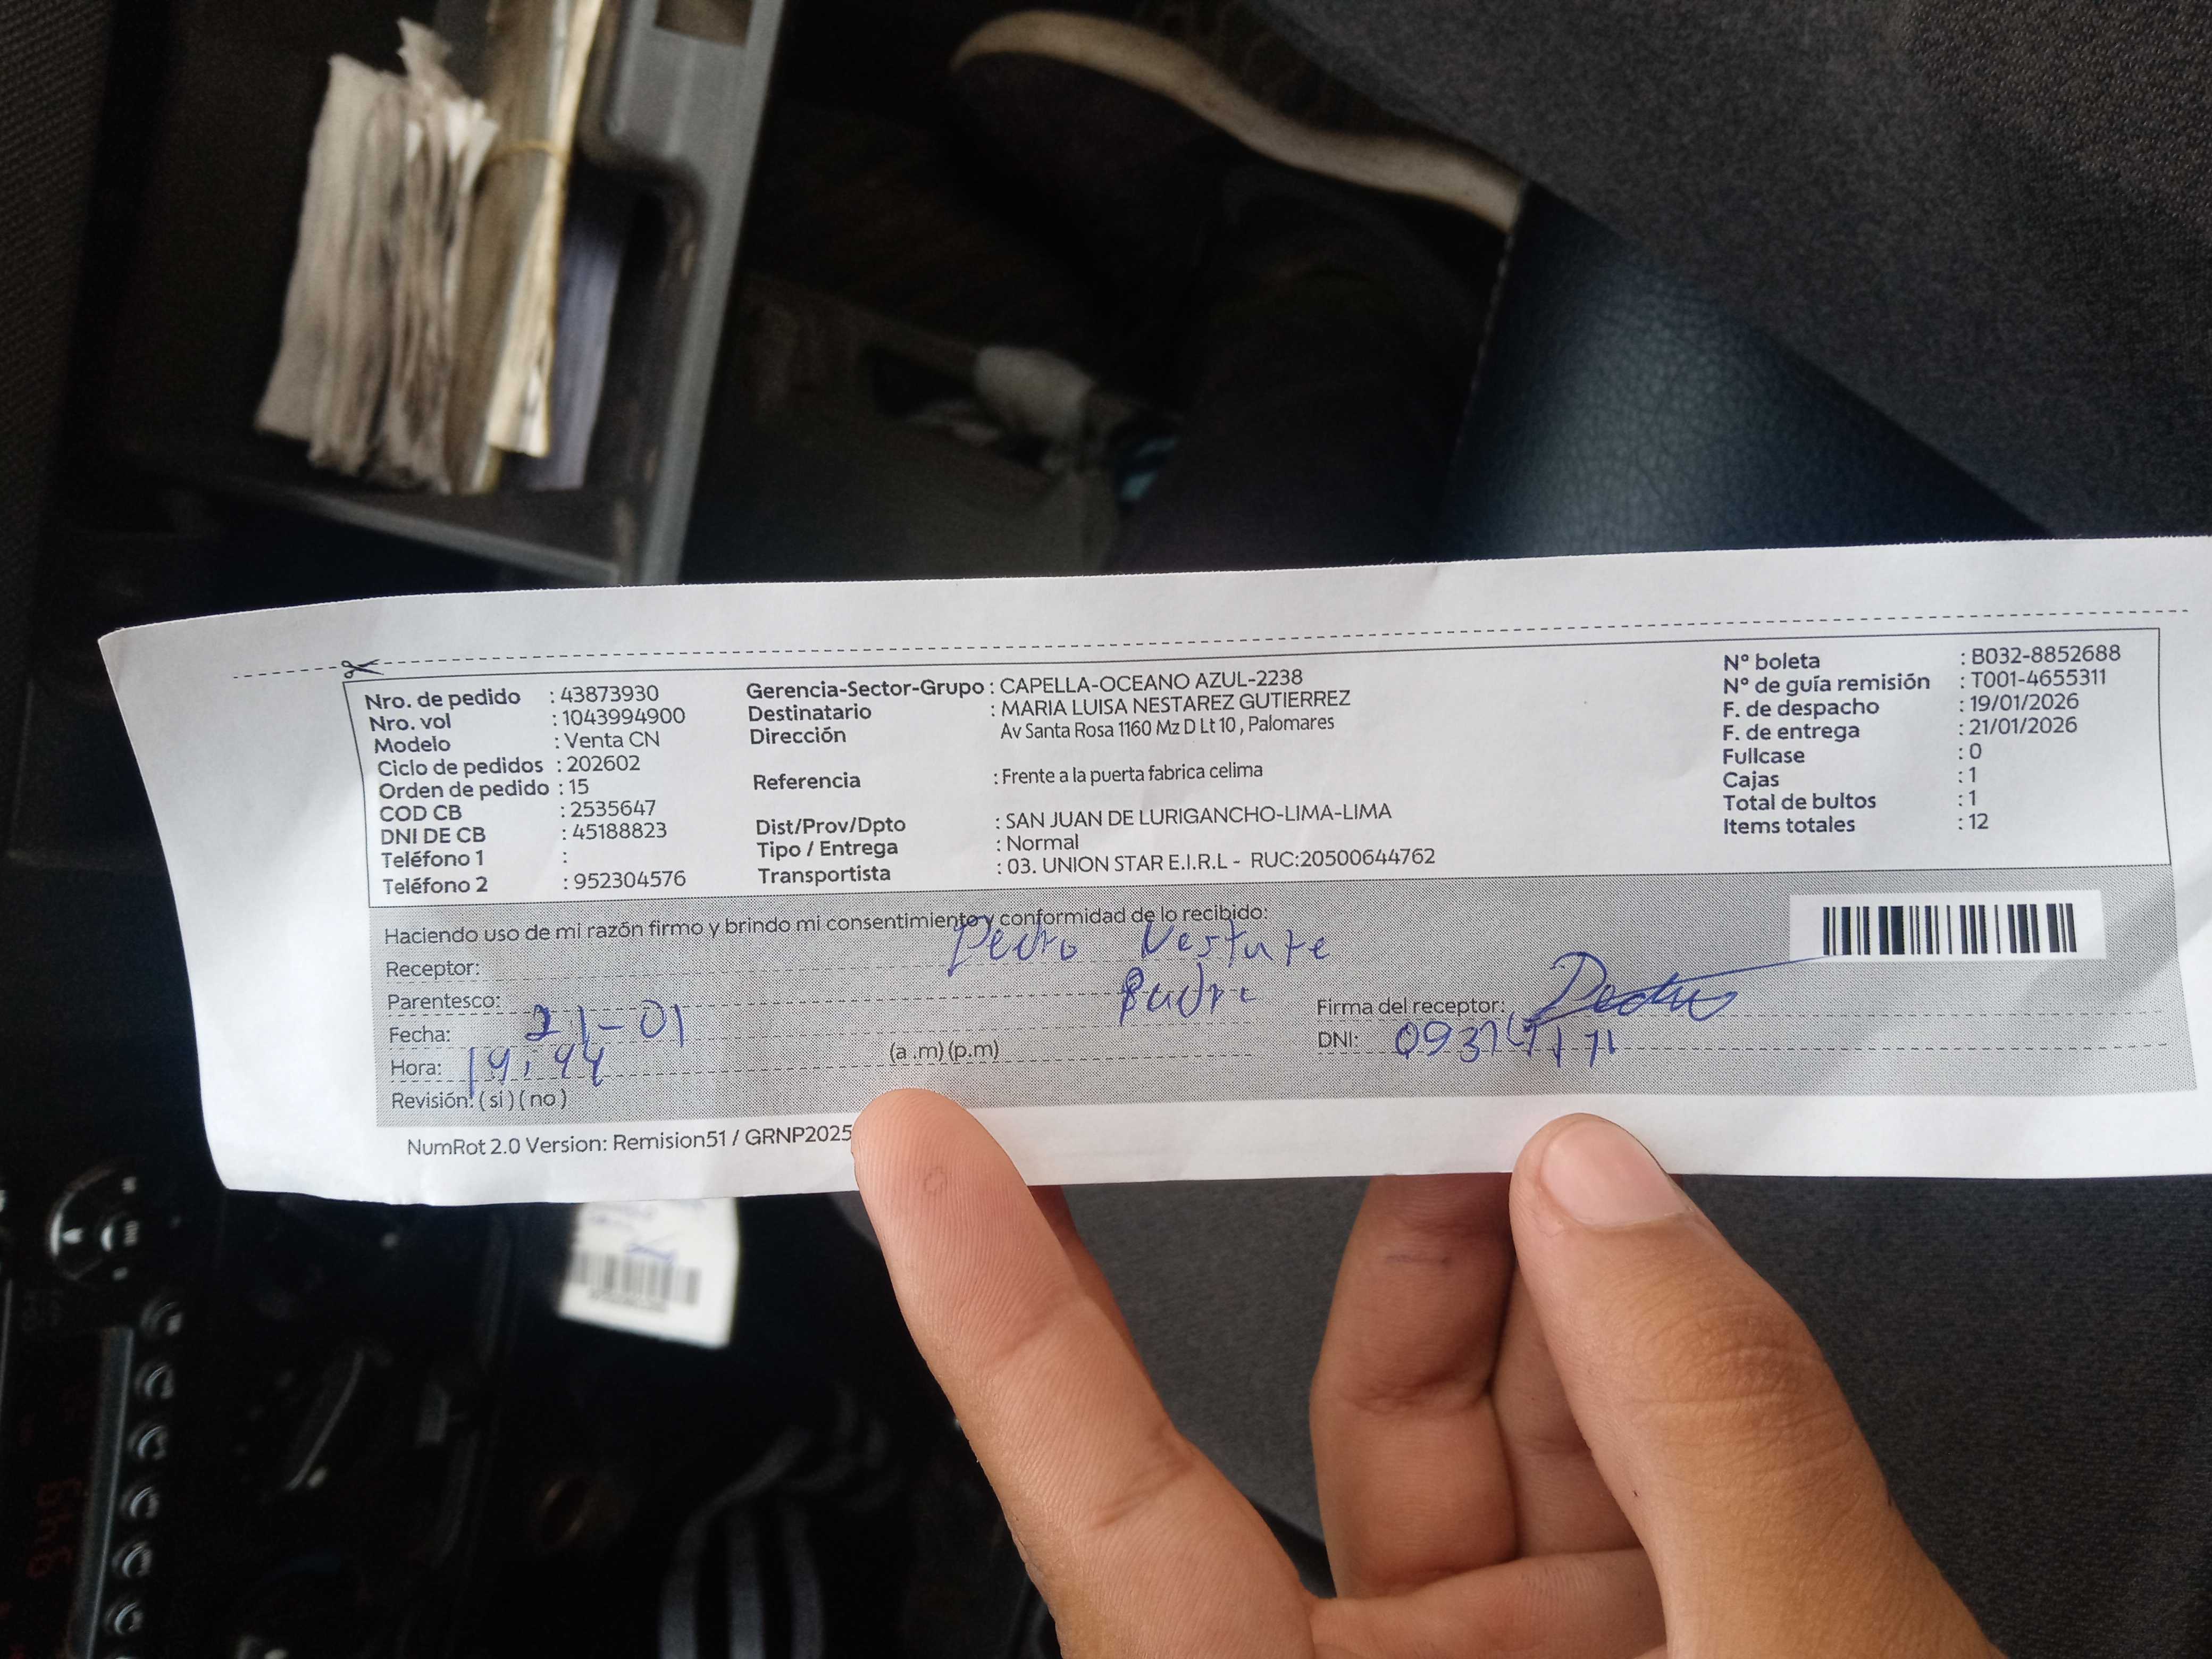 Nro. de pedido : 43873930
Nro. vol : 1043994900
Modelo : Venta CN
Ciclo de pedidos : 202602
Orden de pedido : 15
COD CB : 2535647
DNI DE CB : 45188823
Teléfono 1 :
Teléfono 2 : 952304576
Gerencia-Sector-Grupo : CAPELLA-OCEANO AZUL-2238
Destinatario : MARIA LUISA NESTAREZ GUTIERREZ
Dirección Av Santa Rosa 1160 Mz D Lt 10 , Palomares
Referencia : Frente a la puerta fabrica celima
Dist/Prov/Dpto : SAN JUAN DE LURIGANCHO-LIMA-LIMA
Tipo / Entrega : Normal
Transportista : 03. UNION STAR E.I.R.L - RUC:20500644762
N° boleta : B032-8852688
N° de guía remisión : T001-4655311
F. de despacho : 19/01/2026
F. de entrega : 21/01/2026
Fullcase : 0
Cajas : 1
Total de bultos : 1
Items totales : 12
Haciendo uso de mi razón firmo y brindo mi consentimiento y conformidad de lo recibido:
Receptor: Pedro
Parentesco: Padre
Fecha: 21-01
Hora: (a .m) (p.m)
Revisión: ( si ) ( no )
Firma del receptor: Pedro
DNI:
NumRot 2.0 Version: Remision51 / GRNP2025